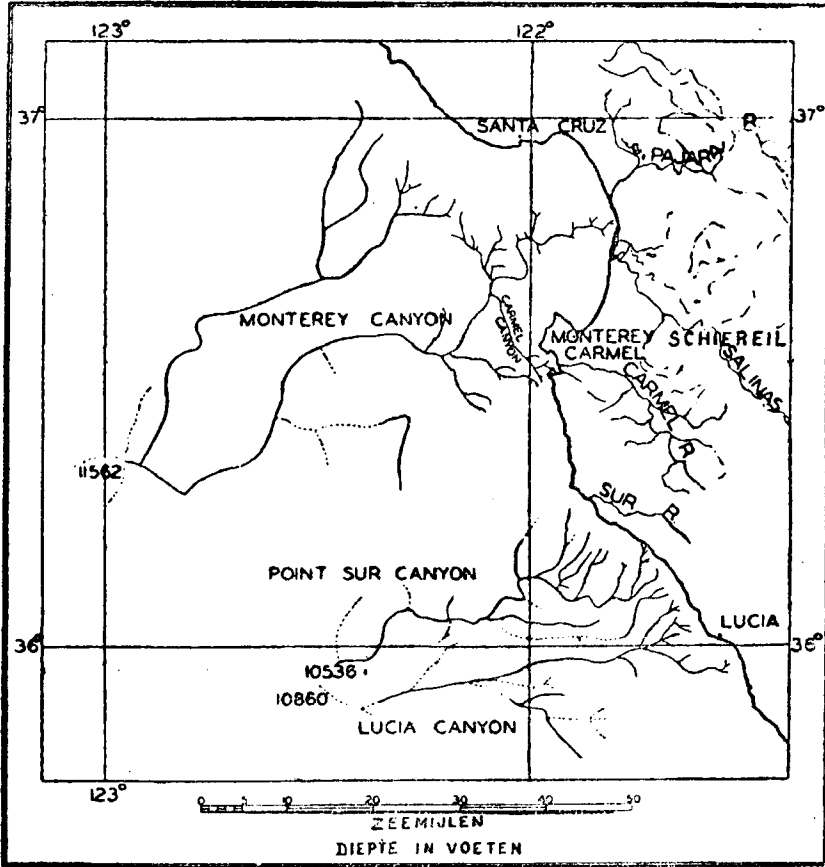 123° 122°
37° 37°
SANTA CRUZ
R
S. PAJARA
MONTEREY CANYON
CARMEL
CANYON
MONTEREY
CARMEL
SCHIEREIL
SALINAS
CARMEL R
11562
SUR R
POINT SUR CANYON
LUCIA
36° 36°
10536
10860
LUCIA CANYON
123°
0 5 10 20 30 40 50
ZEEMIJLEN
DIEPTE IN VOETEN